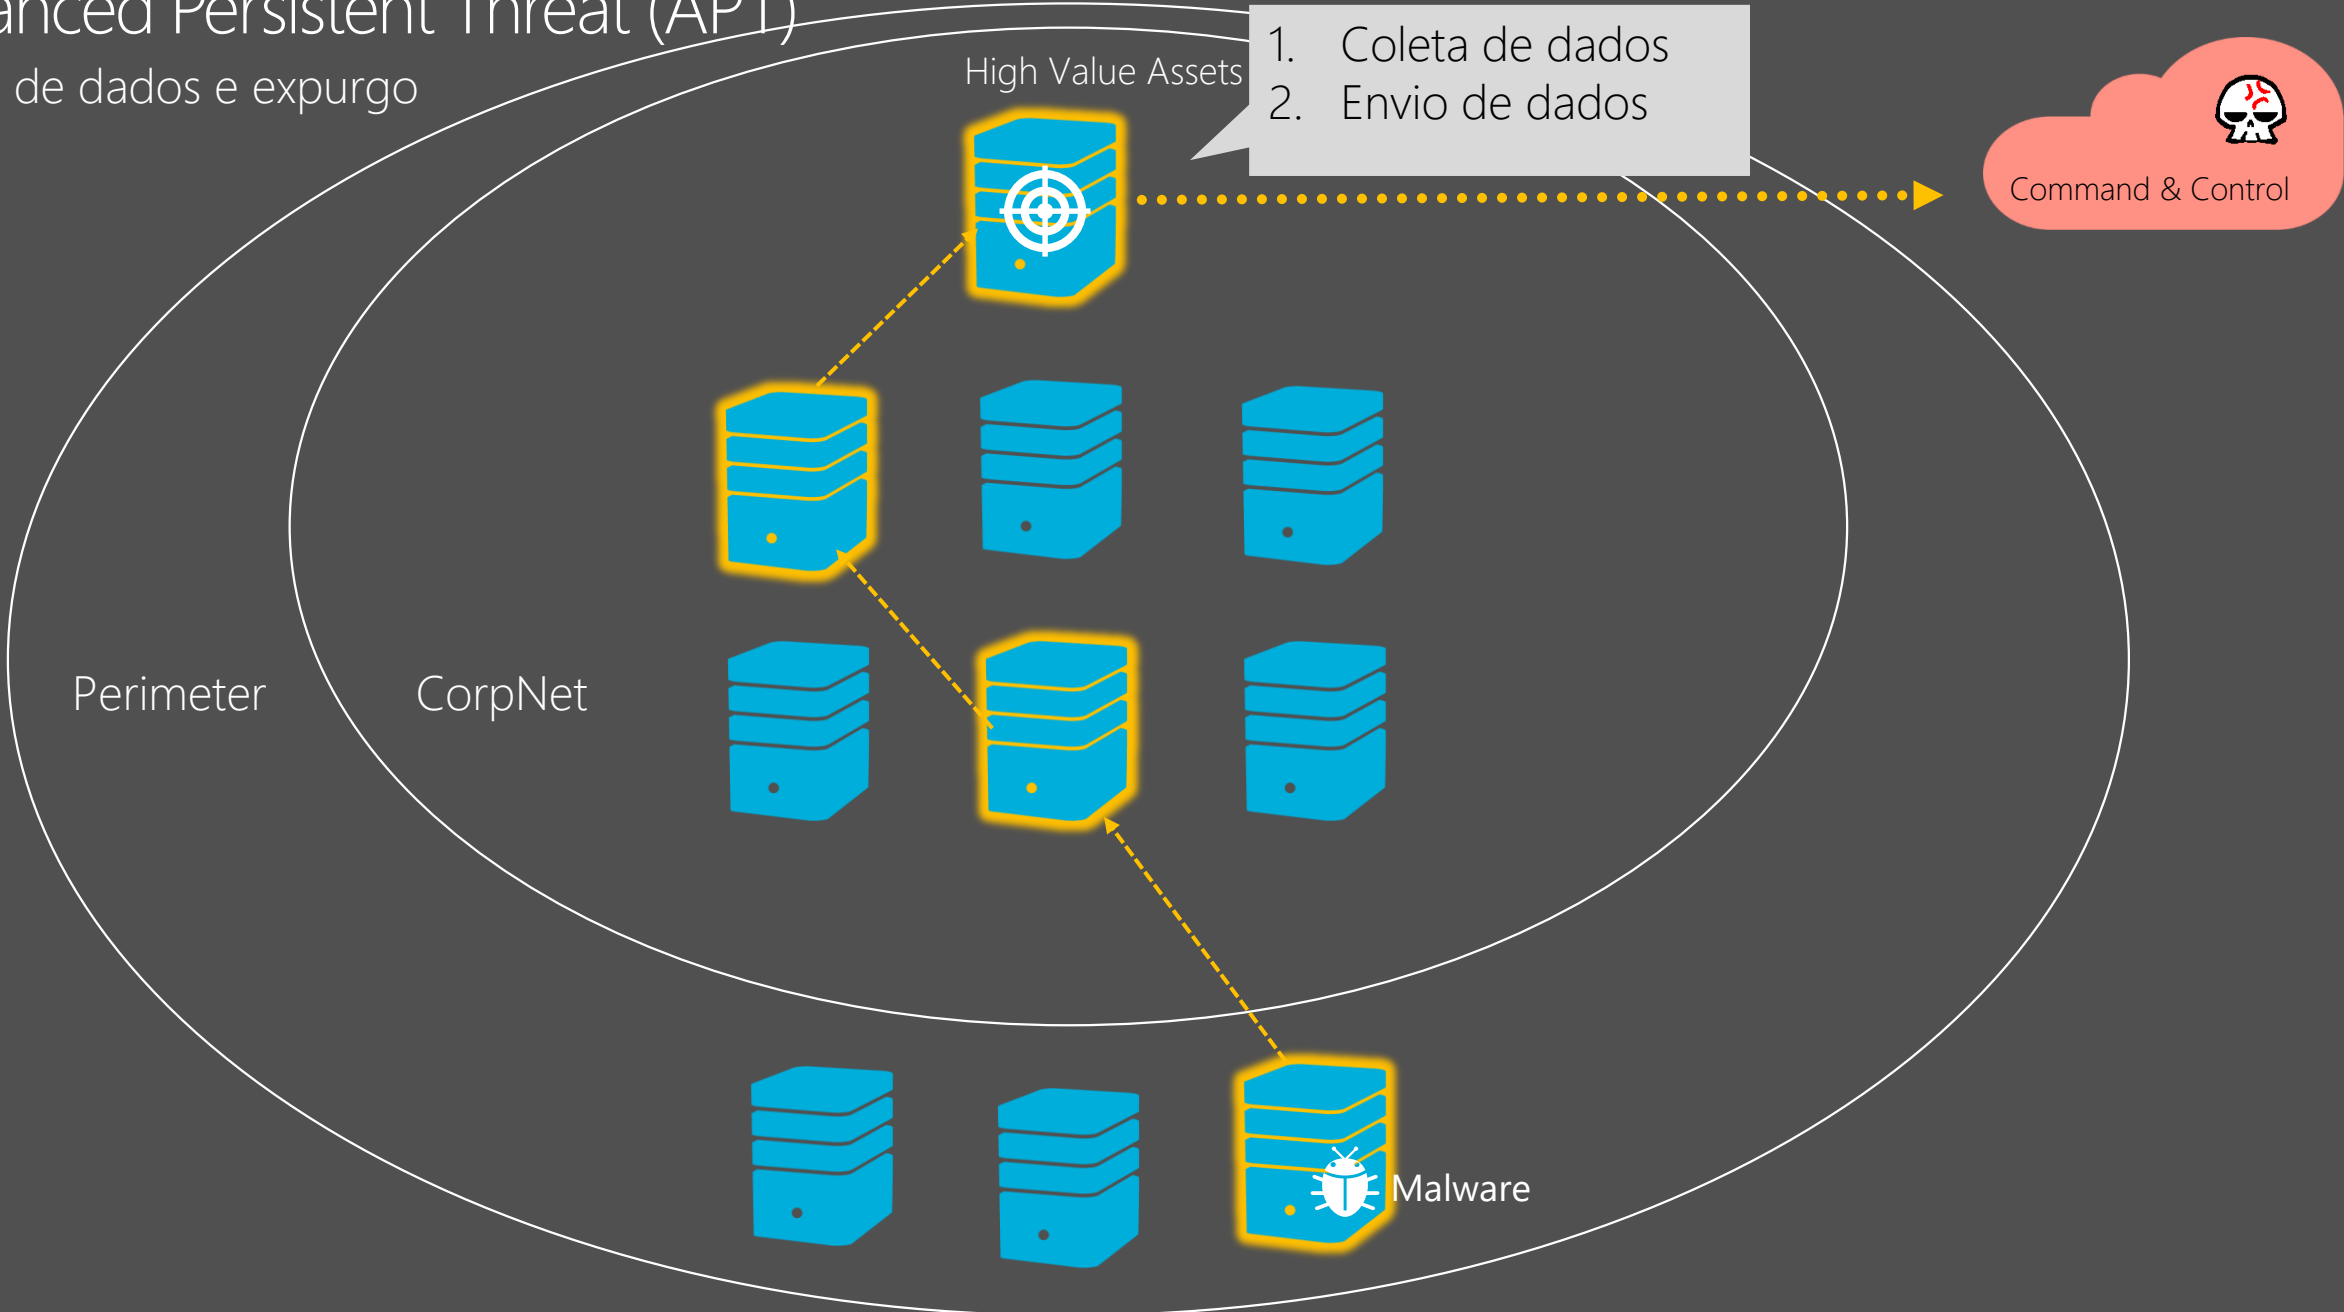 anced Persistent Threat (APT)
de dados e expurgo
High Value Assets
1. Coleta de dados
2. Envio de dados
Command & Control
Perimeter
CorpNet
Malware